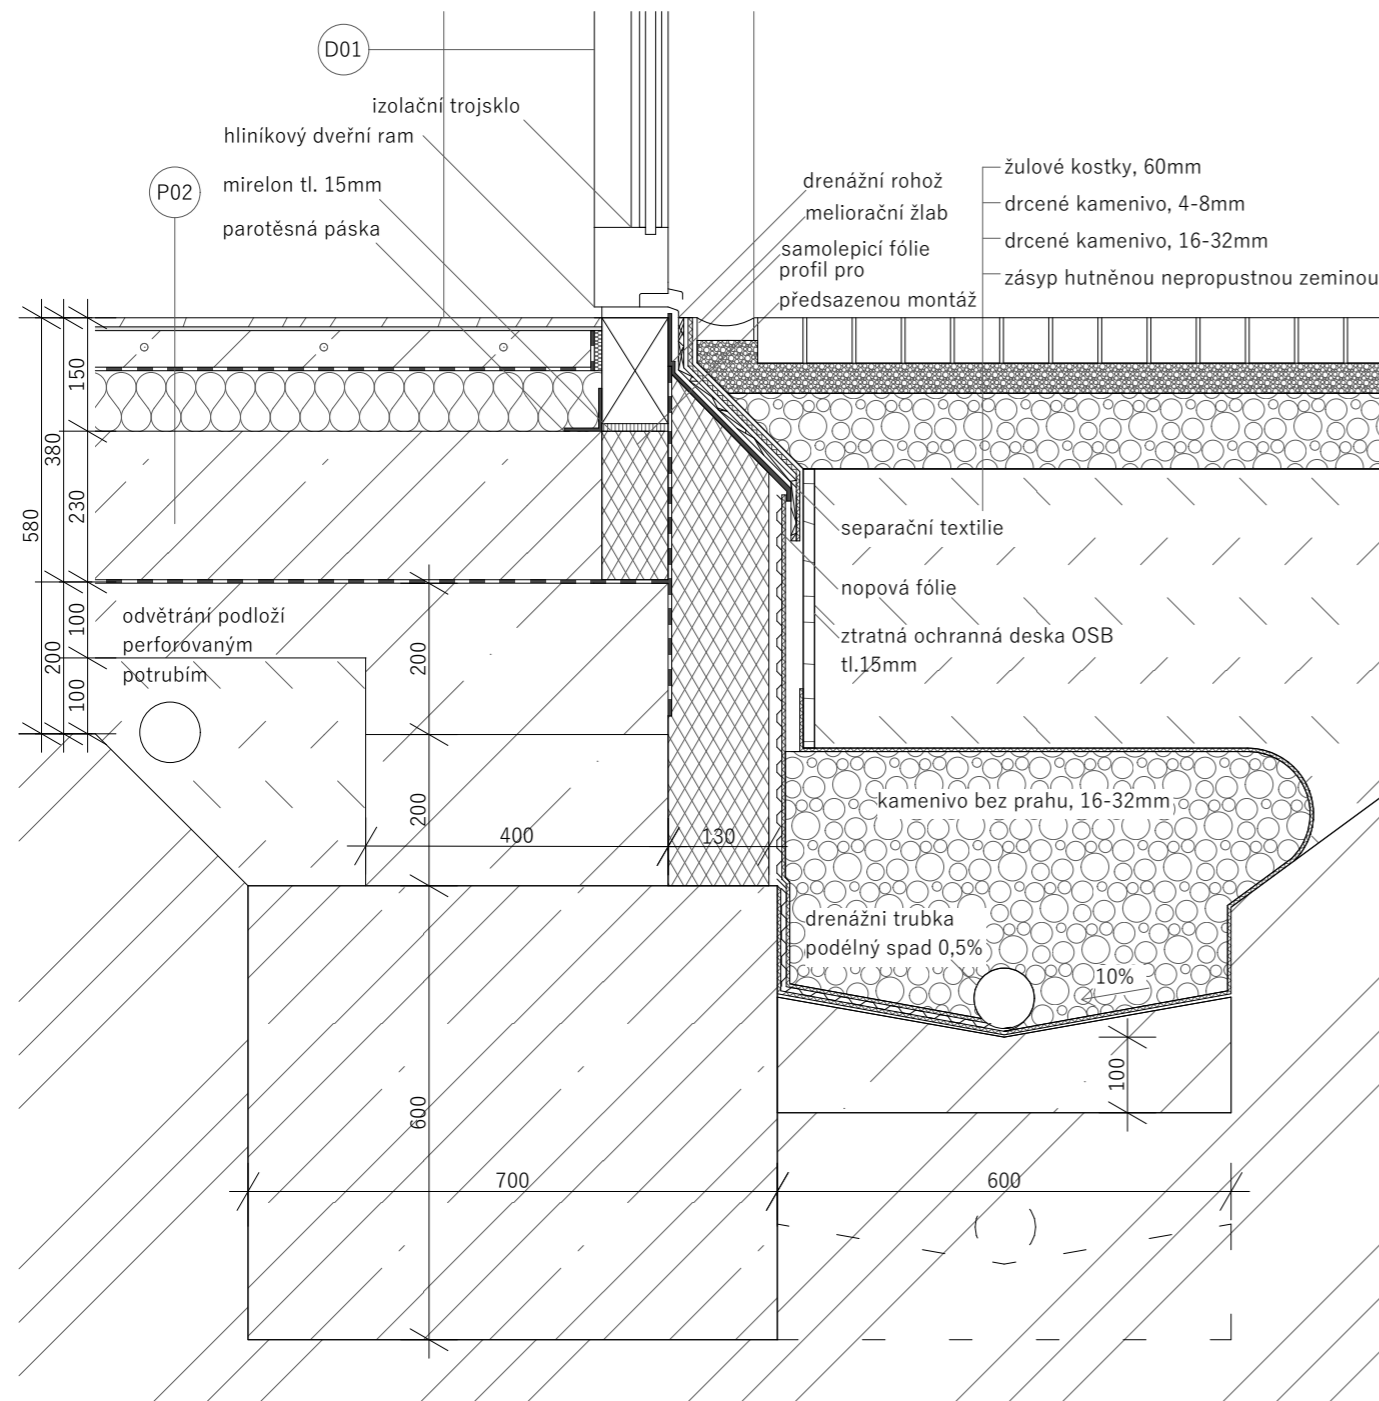 D01
izolační trojsklo
hliníkový dveřní ram
mirelon tl. 15mm
P02
parotěsná páska
drenážní rohož
meliorační žlab
samolepicí fólie
profil pro
předsazenou montáž
žulové kostky, 60mm
drcené kamenivo, 4-8mm
drcené kamenivo, 16-32mm
zásyp hutněnou nepropustnou zeminou
150
380
230
580
100
200
100
odvětrání podloží
perforovaným
potrubím
200
200
400
130
separační textilie
nopová fólie
ztratná ochranná deska OSB
tl.15mm
kamenivo bez prahu, 16-32mm
drenážni trubka
podélný spad 0,5%
10%
100
600
700
600